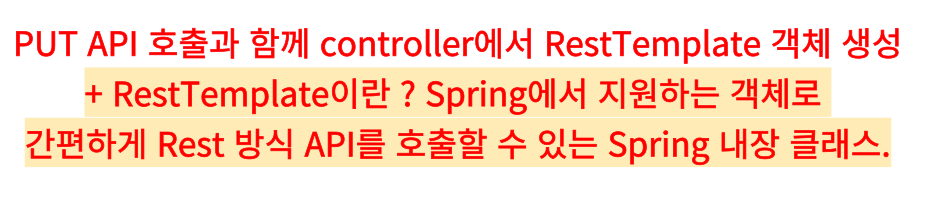 PUT API 호출과 함께 controller에서 RestTemplate 객체 생성
+ RestTemplate이란 ? Spring에서 지원하는 객체로
간편하게 Rest 방식 API를 호출할 수 있는 Spring 내장 클래스.